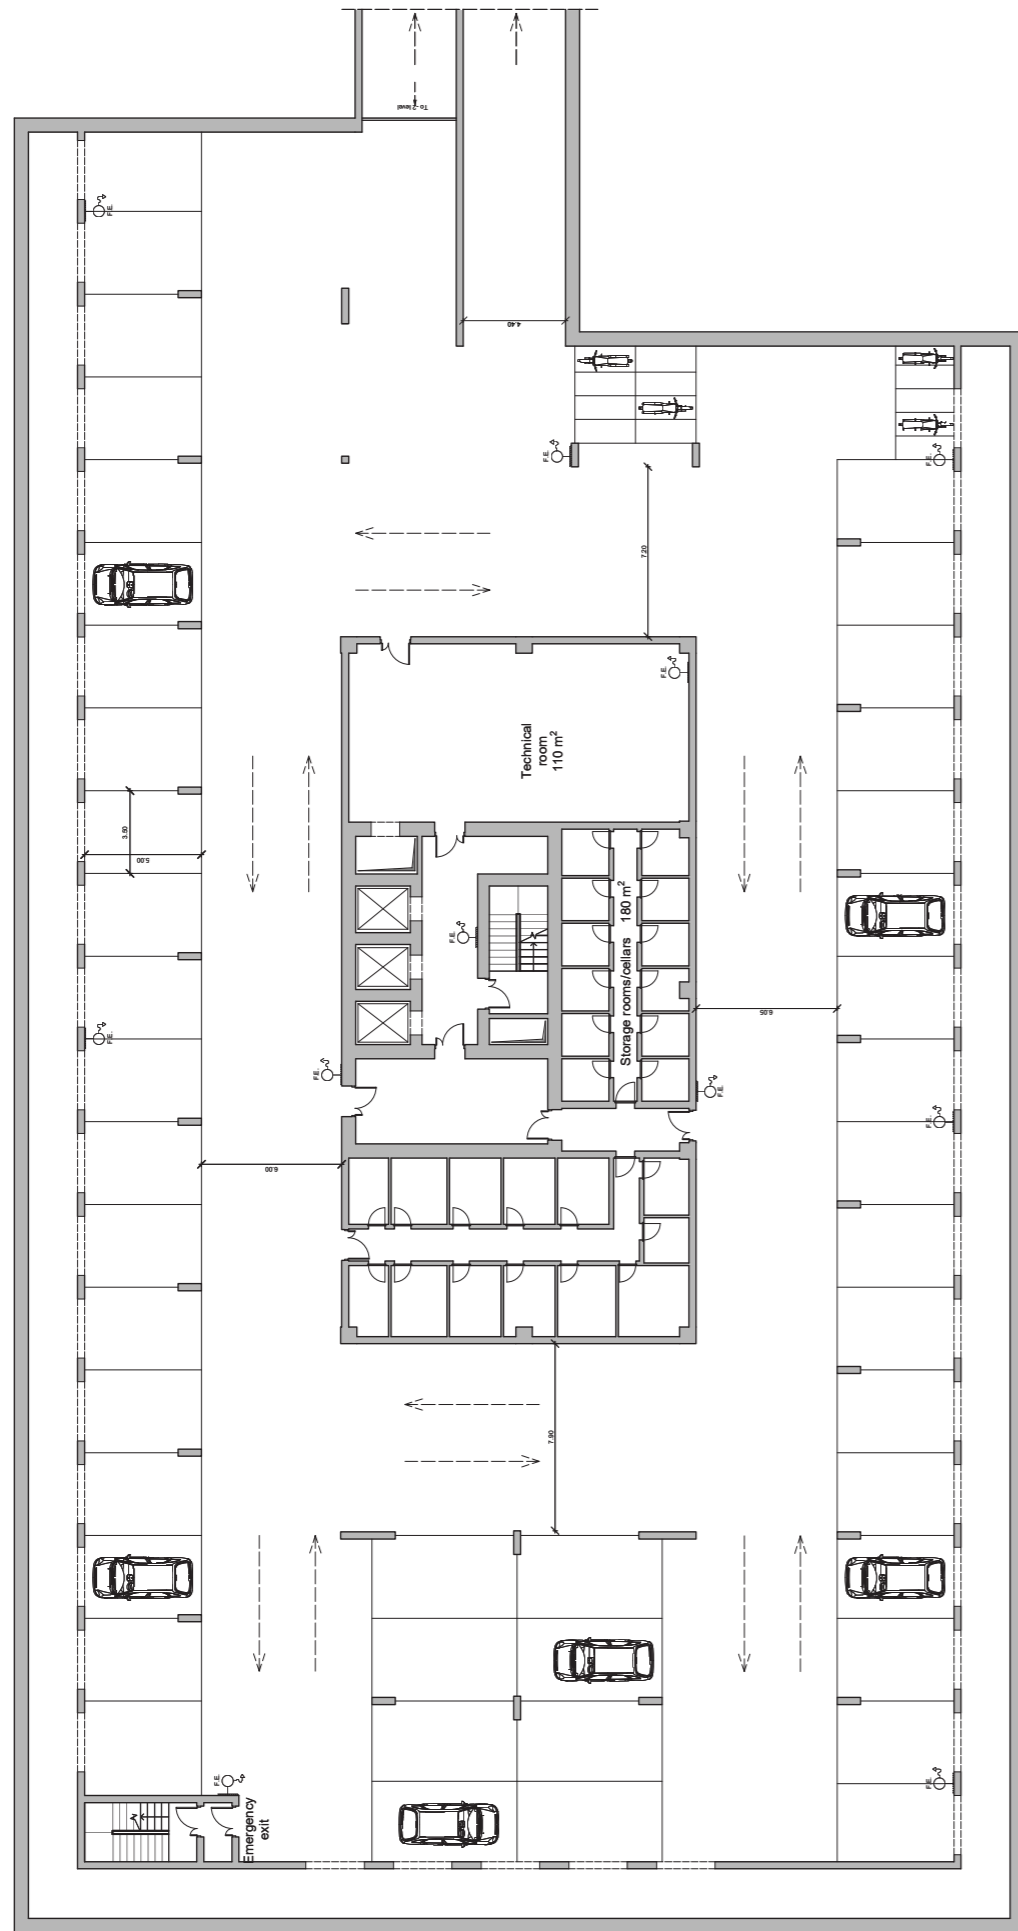 To -2 level
F.E.
4.40
F.E.
F.E.
7.20
F.E.
Technical
room
110 m²
3.50
5.00
Storage rooms/cellars 180 m²
F.E.
6.05
F.E.
F.E.
F.E.
F.E.
6.00
7.90
F.E.
F.E.
Emergency
exit